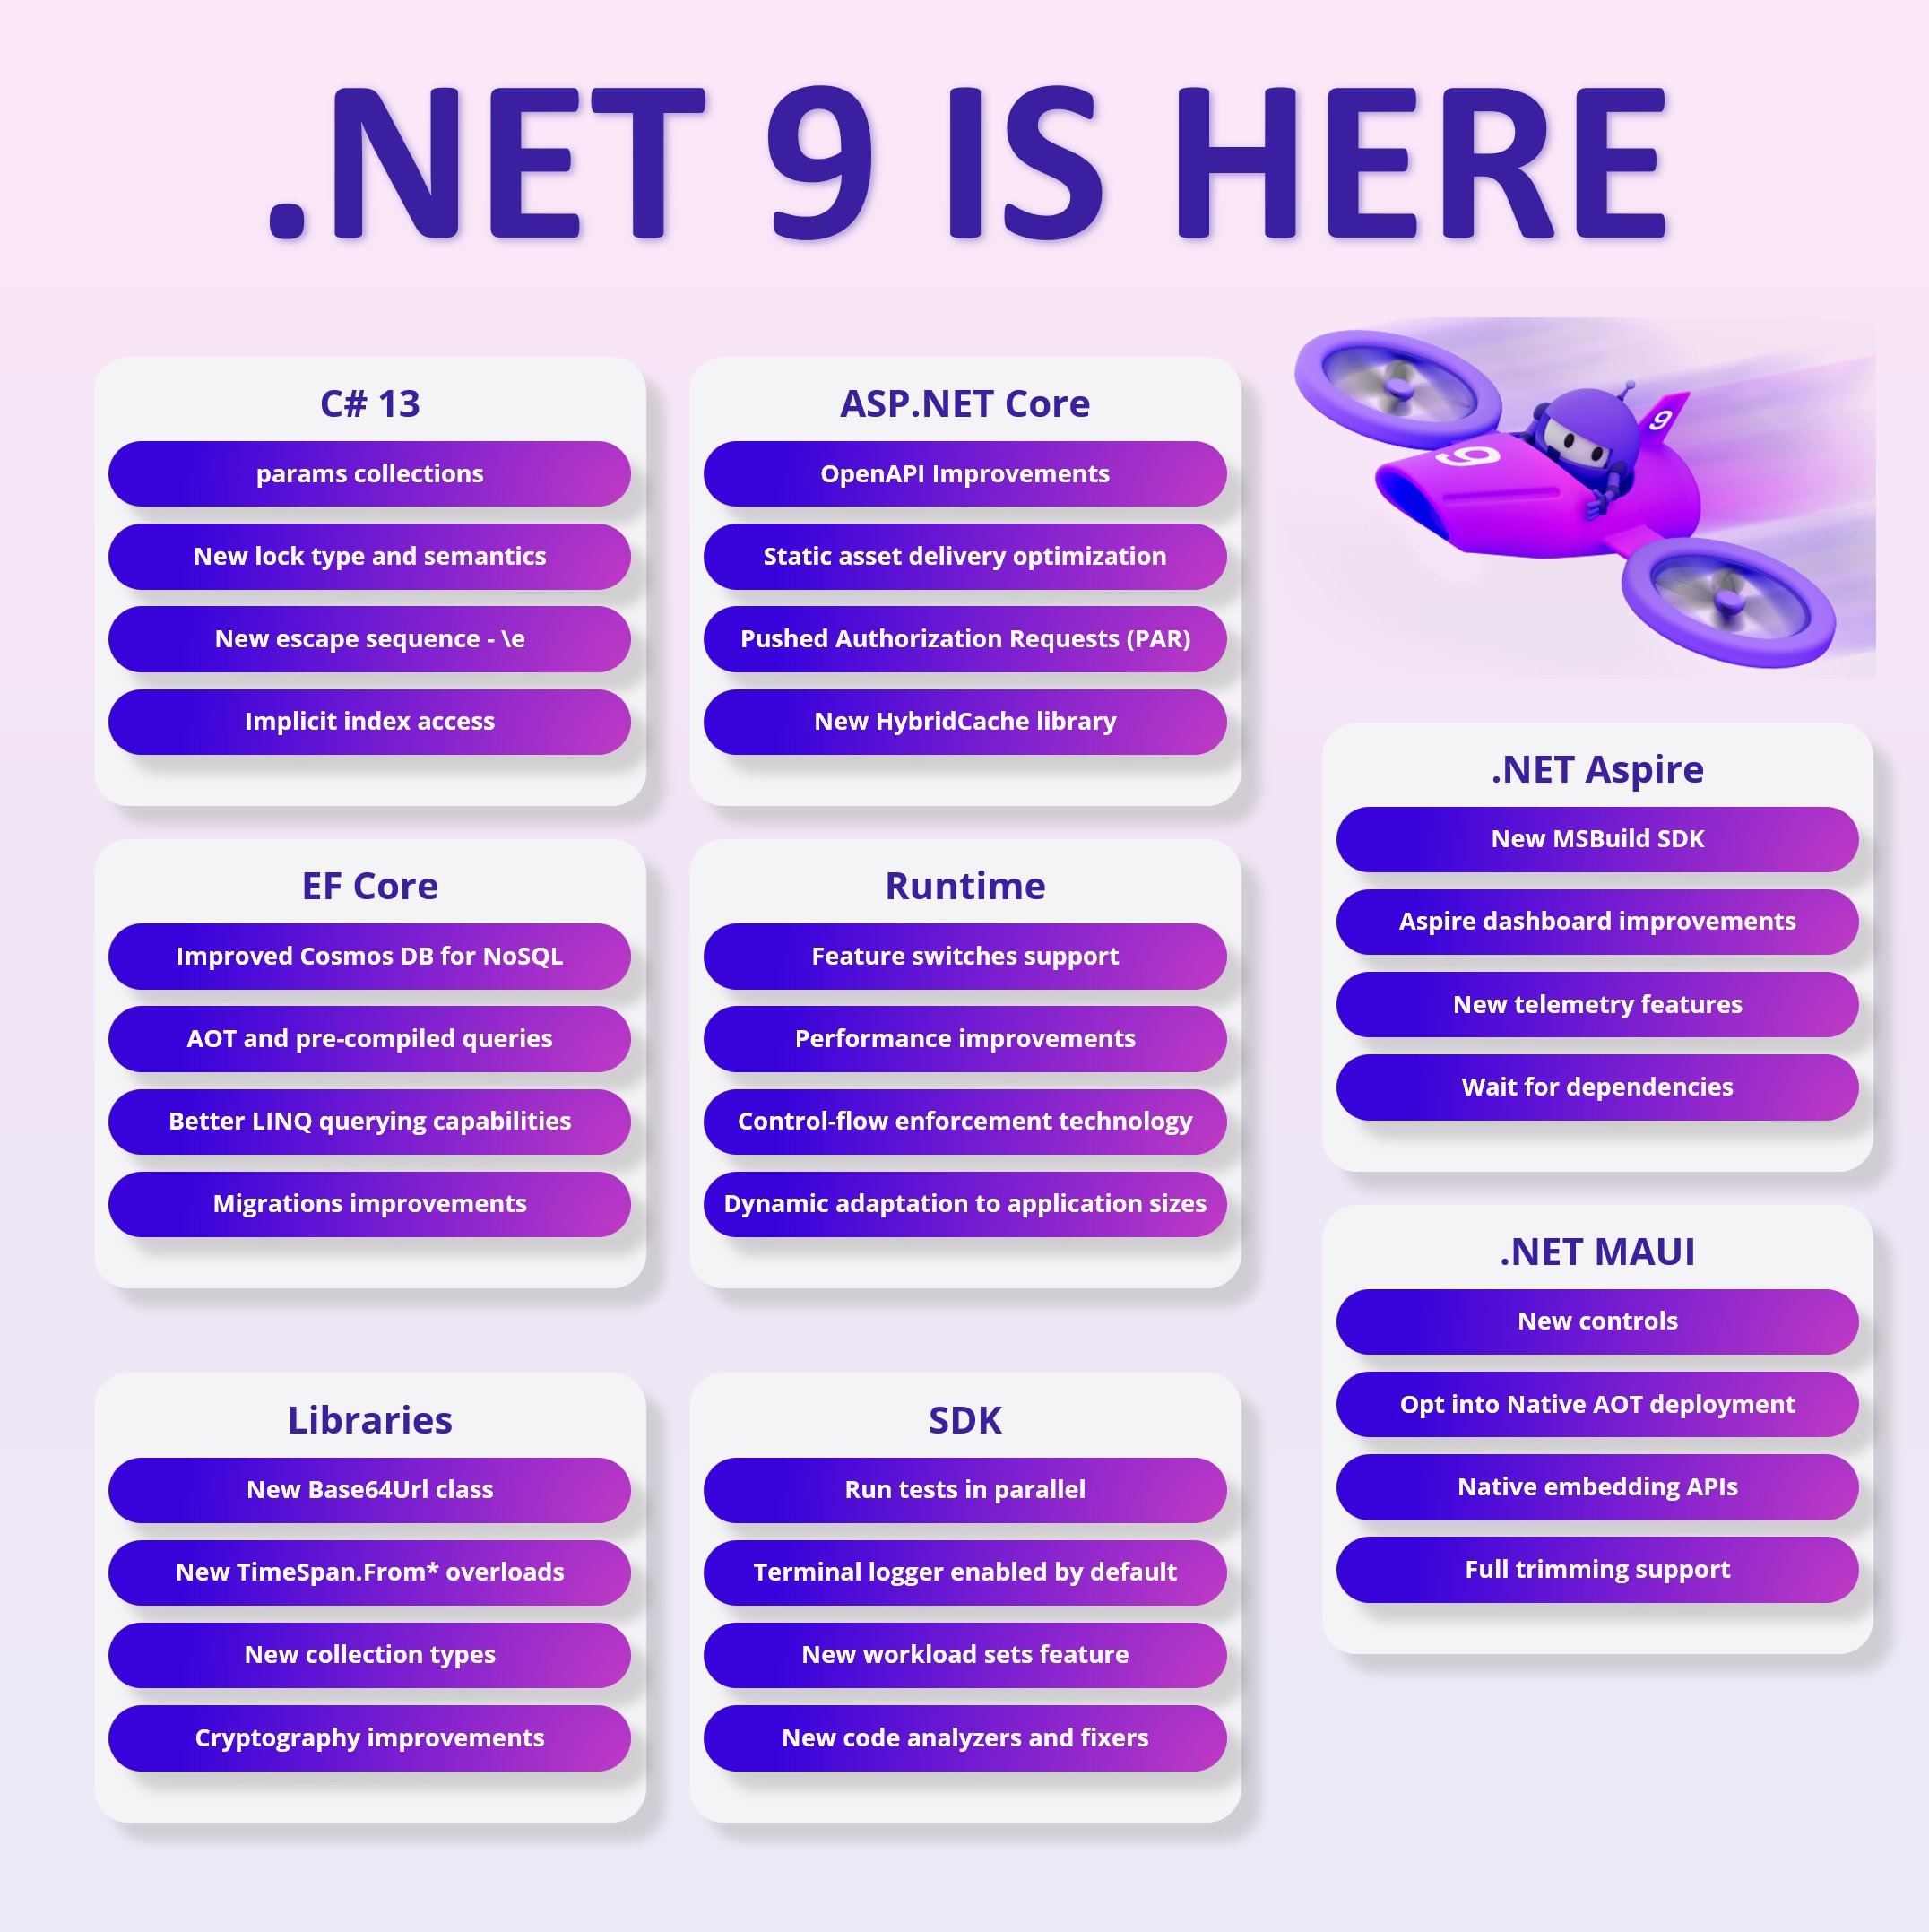 .NET 9 IS HERE
C# 13
params collections
New lock type and semantics
New escape sequence - \e
Implicit index access
ASP.NET Core
OpenAPI Improvements
Static asset delivery optimization
Pushed Authorization Requests (PAR)
New HybridCache library
9
9
EF Core
Improved Cosmos DB for NoSQL
AOT and pre-compiled queries
Better LINQ querying capabilities
Migrations improvements
Runtime
Feature switches support
Performance improvements
Control-flow enforcement technology
Dynamic adaptation to application sizes
.NET Aspire
New MSBuild SDK
Aspire dashboard improvements
New telemetry features
Wait for dependencies
Libraries
New Base64Url class
New TimeSpan.From* overloads
New collection types
Cryptography improvements
SDK
Run tests in parallel
Terminal logger enabled by default
New workload sets feature
New code analyzers and fixers
.NET MAUI
New controls
Opt into Native AOT deployment
Native embedding APIs
Full trimming support